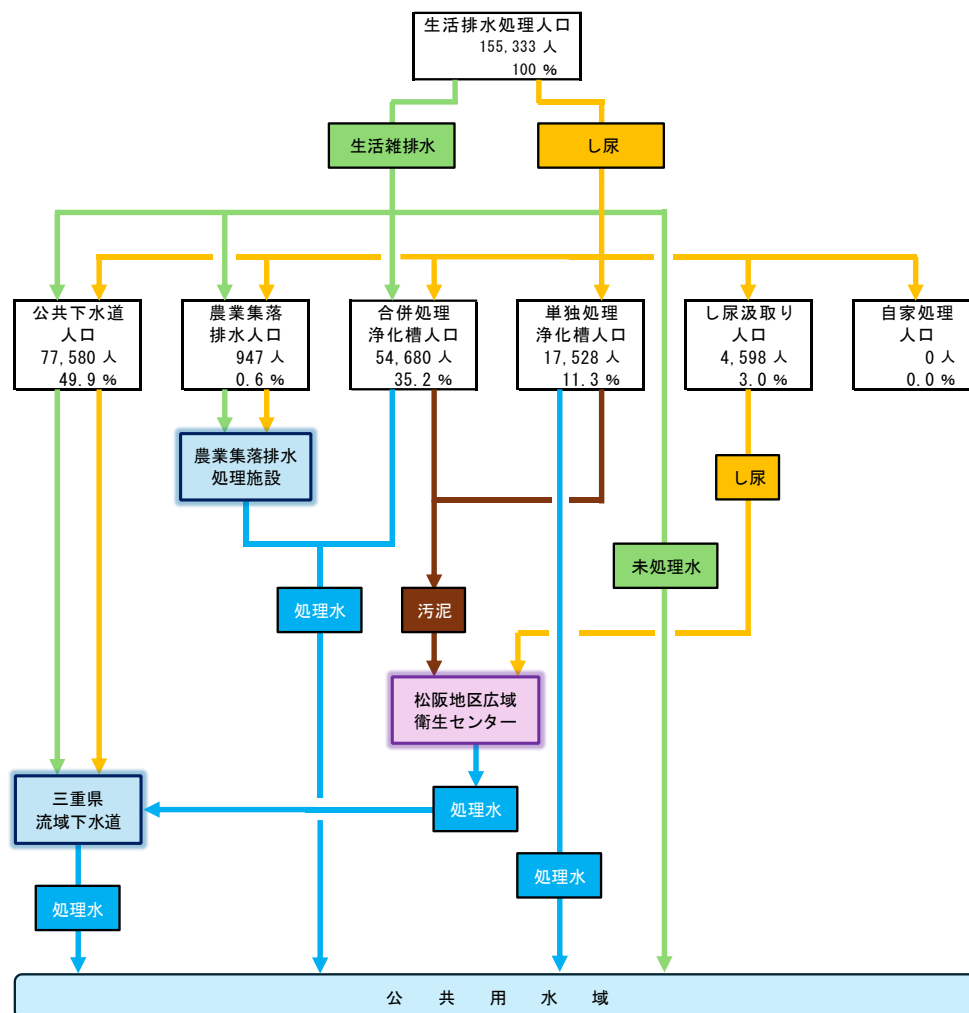 生活排水処理人口
155,333 人
100 %
生活雑排水
し尿
公共下水道
人口
77,580 人
49.9 %
農業集落
排水人口
947 人
0.6 %
合併処理
浄化槽人口
54,680 人
35.2 %
単独処理
浄化槽人口
17,528 人
11.3 %
し尿汲取り
人口
4,598 人
3.0 %
自家処理
人口
0 人
0.0 %
農業集落排水
処理施設
し尿
未処理水
処理水
汚泥
松阪地区広域
衛生センター
三重県
流域下水道
処理水
処理水
処理水
公共用水域